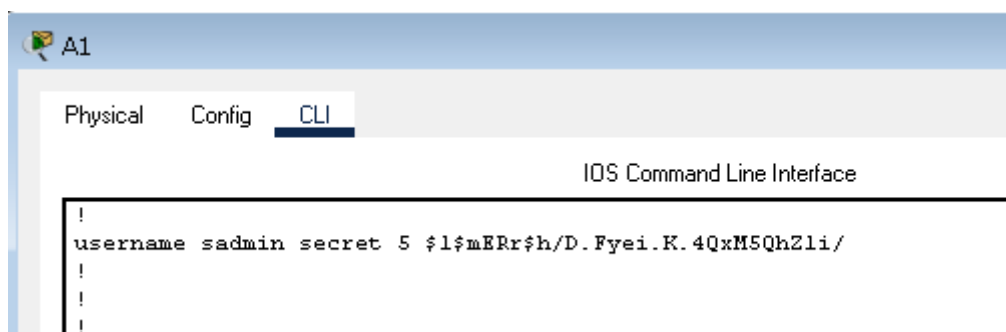 A1
Physical Config CLI
IOS Command Line Interface
!
username sadmin secret 5 $1$mERr$h/D.Fyei.K.4QxM5QhZli/
!
!
!